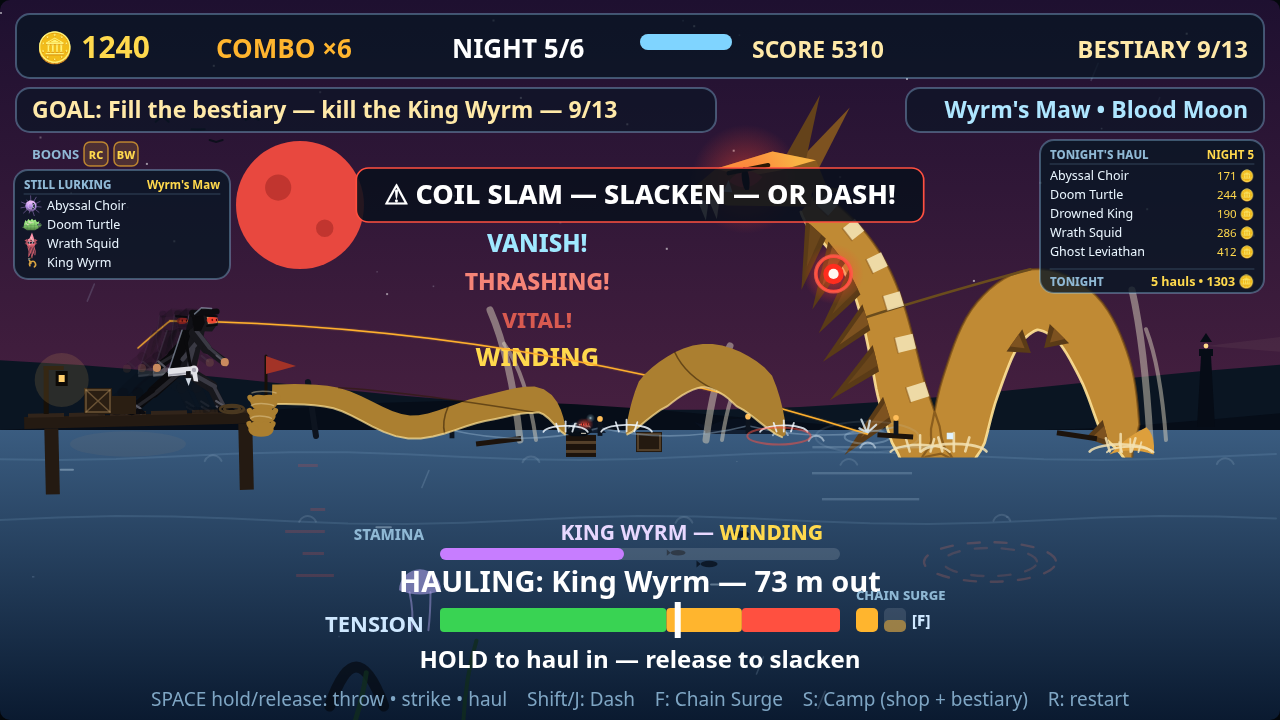 1240
COMBO ×6
NIGHT 5/6
SCORE 5310
BESTIARY 9/13
GOAL: Fill the bestiary — kill the King Wyrm — 9/13
Wyrm's Maw • Blood Moon
BOONS RC BW
STILL LURKING Wyrm's Maw
Abyssal Choir
Doom Turtle
Wrath Squid
King Wyrm
⚠ COIL SLAM — SLACKEN — OR DASH!
VANISH!
THRASHING!
VITAL!
WINDING
TONIGHT'S HAUL NIGHT 5
Abyssal Choir 171
Doom Turtle 244
Drowned King 190
Wrath Squid 286
Ghost Leviathan 412
TONIGHT 5 hauls • 1303
STAMINA
KING WYRM — WINDING
HAULING: King Wyrm — 73 m out
CHAIN SURGE
TENSION
[F]
HOLD to haul in — release to slacken
SPACE hold/release: throw • strike • haul Shift/J: Dash F: Chain Surge S: Camp (shop + bestiary) R: restart